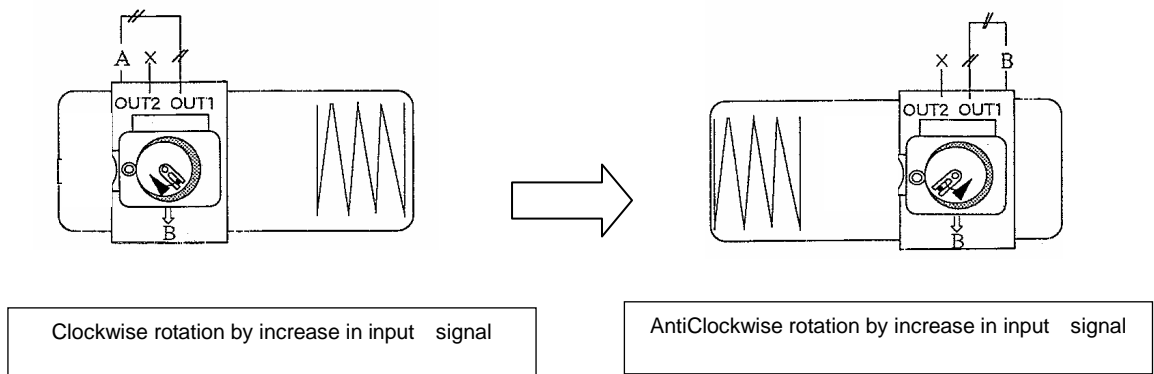 A X
OUT2 OUT1
B
X B
OUT2 OUT1
B
Clockwise rotation by increase in input signal
AntiClockwise rotation by increase in input signal